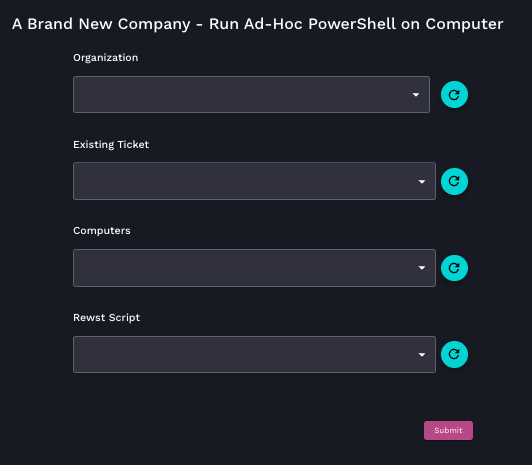 A Brand New Company - Run Ad-Hoc PowerShell on Computer
Organization
Existing Ticket
Computers
Rewst Script
Submit